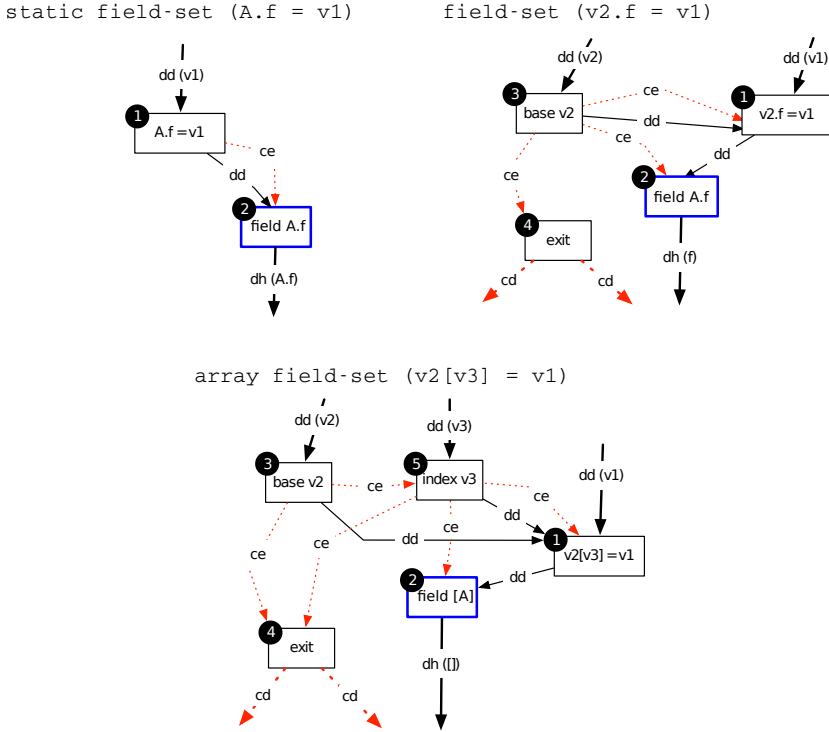 static field-set (A.f = v1)
dd (v1)
1
A.f = v1
ce
dd
2
field A.f
dh (A.f)
field-set (v2.f = v1)
dd (v2)
dd (v1)
3
base v2
ce
1
v2.f = v1
dd
ce
dd
ce
2
field A.f
4
exit
dh (f)
cd
cd
array field-set (v2[v3] = v1)
dd (v2)
dd (v3)
3
base v2
5
index v3
dd (v1)
ce
ce
dd
ce
ce
ce
dd
1
v2[v3] = v1
dd
2
field [A]
4
exit
dh ([])
cd
cd